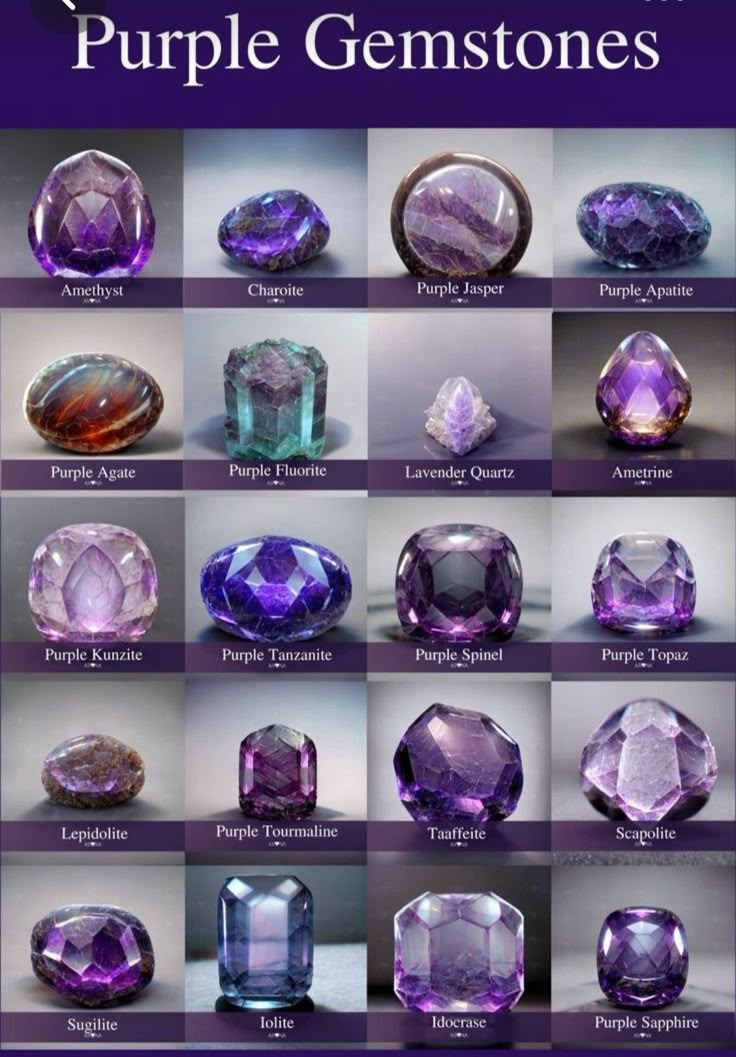 Purple Gemstones
Amethyst
Charoite
Purple Jasper
Purple Apatite
Purple Agate
Purple Fluorite
Lavender Quartz
Ametrine
Purple Kunzite
Purple Tanzanite
Purple Spinel
Purple Topaz
Lepidolite
Purple Tourmaline
Taaffeite
Scapolite
Sugilite
Iolite
Idocrase
Purple Sapphire